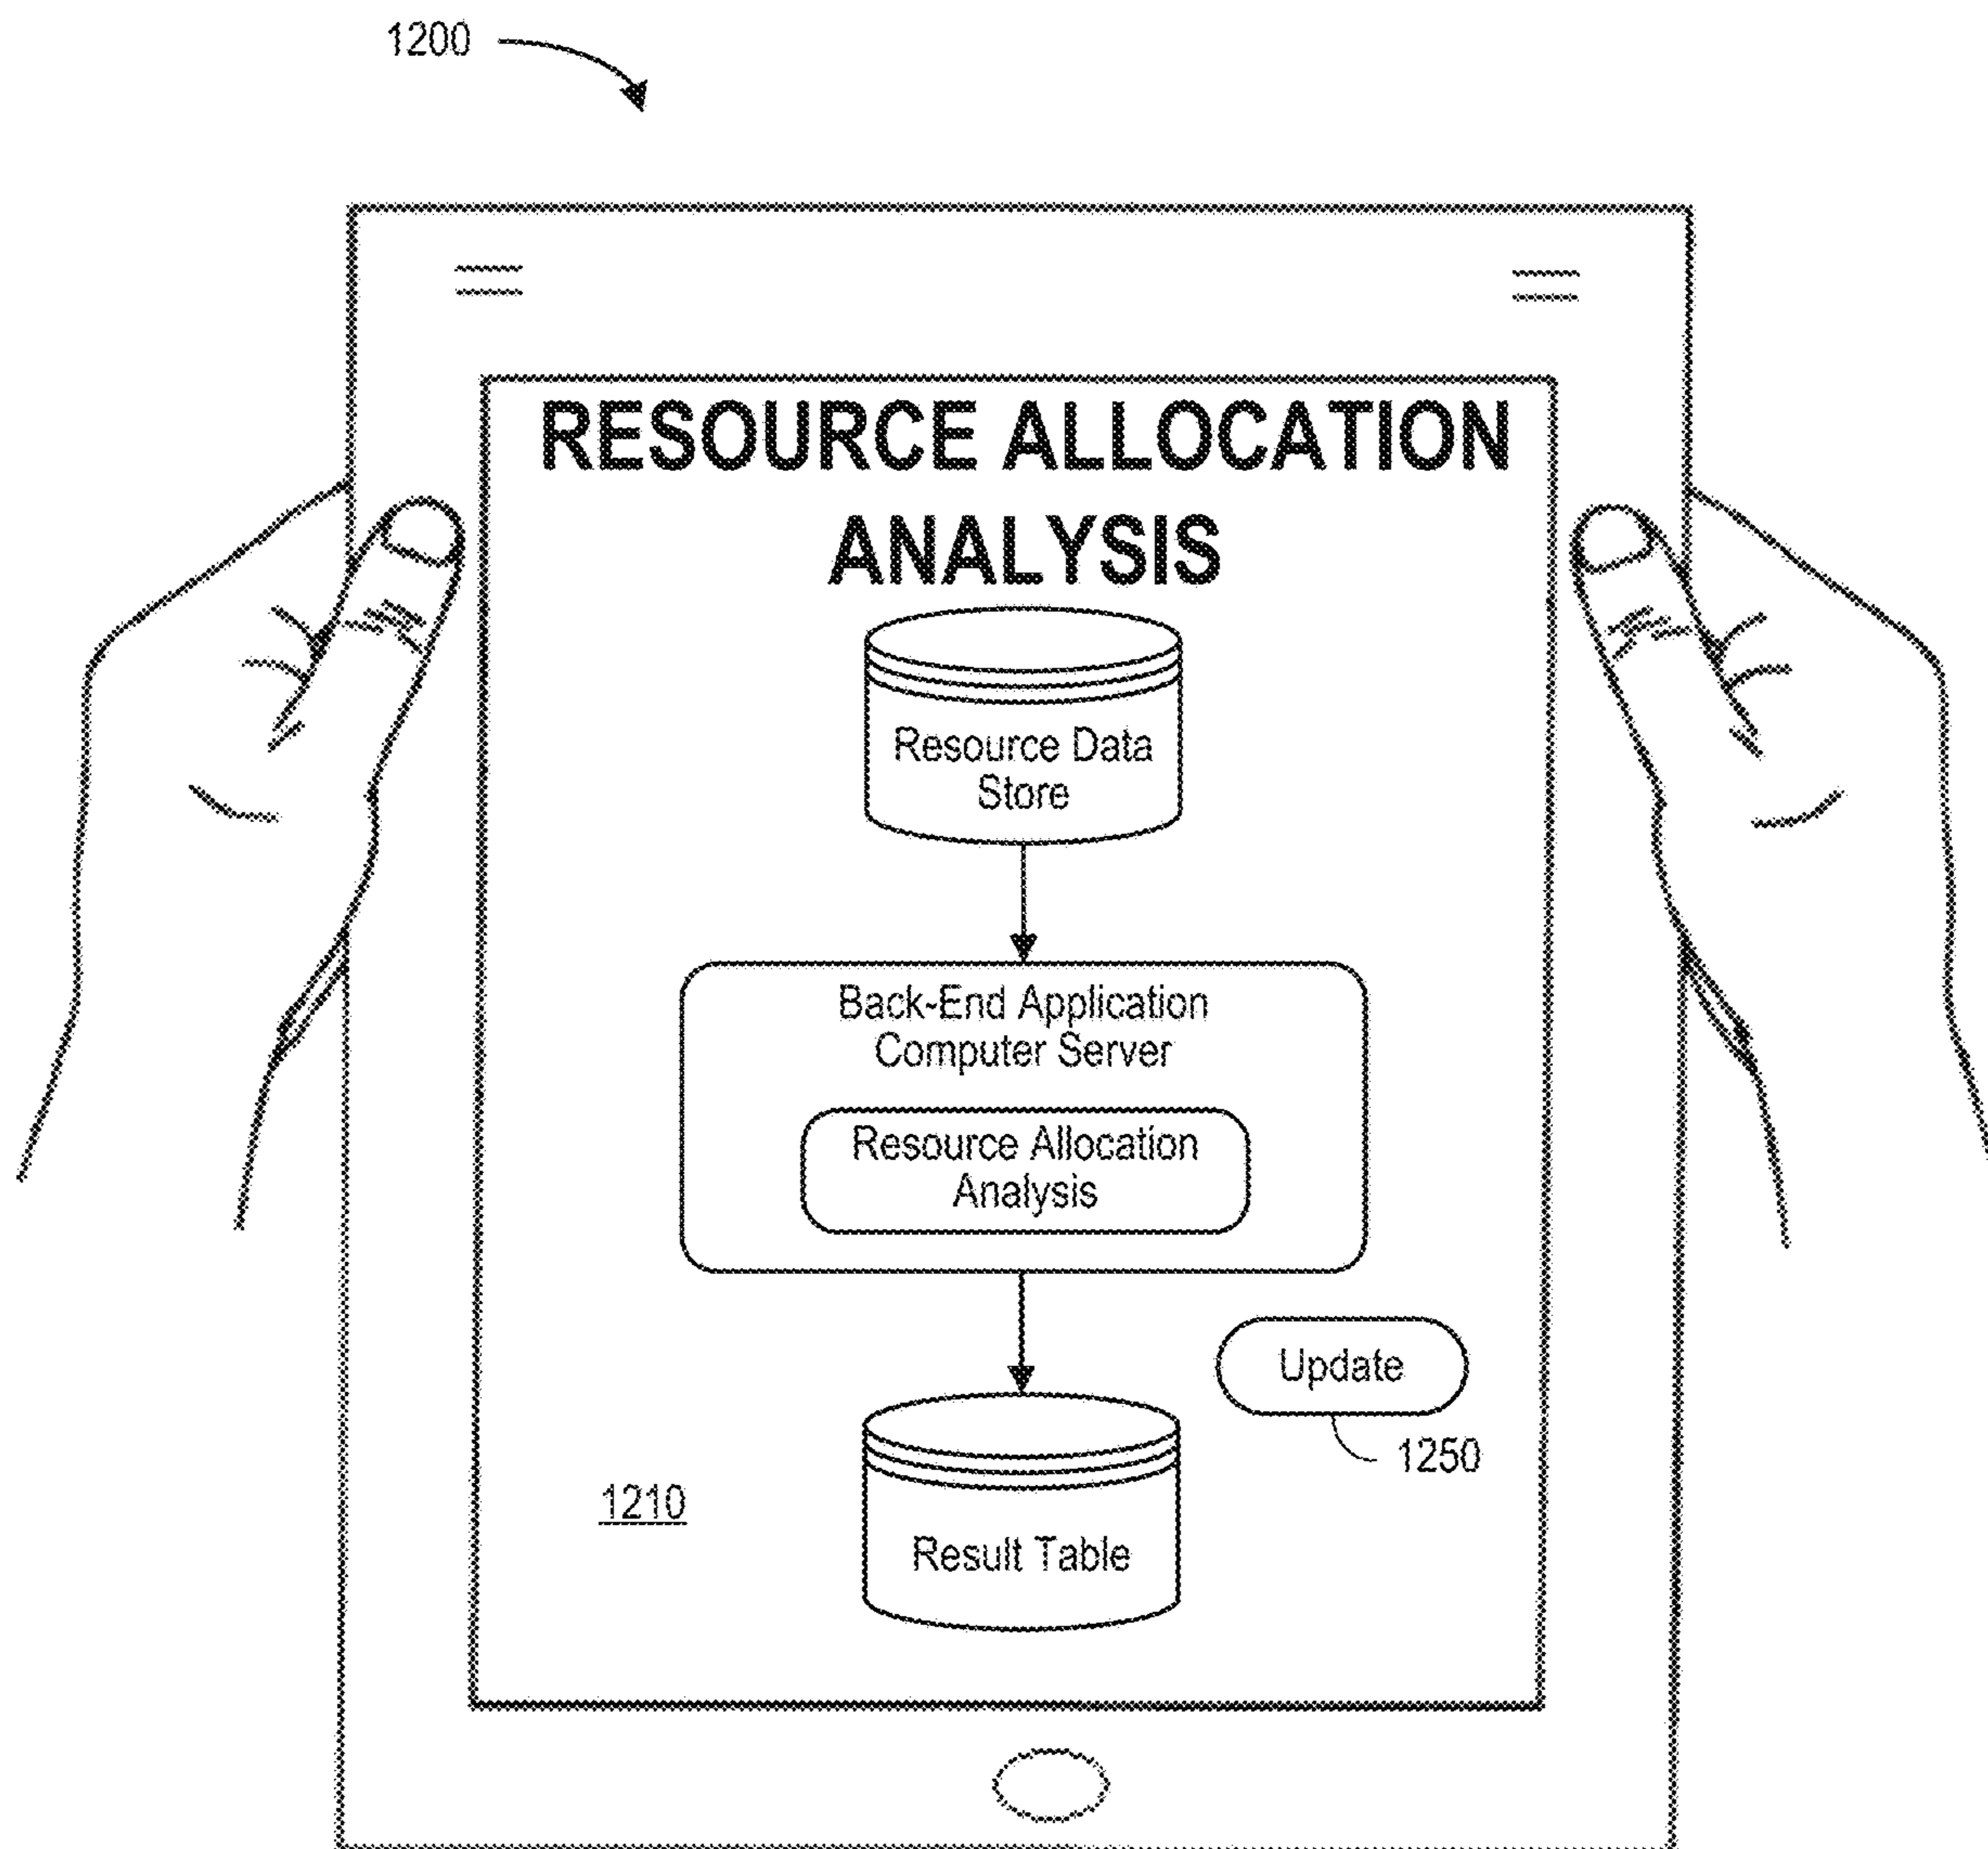 1200
RESOURCE ALLOCATION
ANALYSIS
Resource Data
Store
Back-End Application
Computer Server
Resource Allocation
Analysis
Update
1250
1210
Result Table